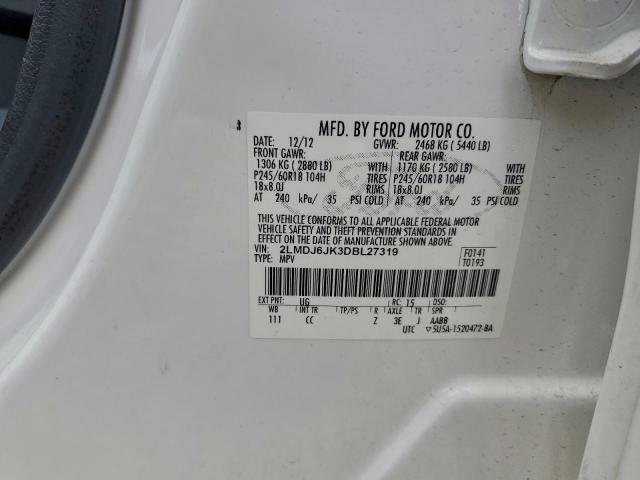 MFD. BY FORD MOTOR CO.
DATE: 12/12 GVWR: 2468 KG ( 5440 LB)
FRONT GAWR: REAR GAWR:
1306 KG ( 2880 LB) WITH 1170 KG ( 2580 LB) WITH
P245/60R18 104H TIRES P245/60R18 104H TIRES
18x8.0J RIMS 18x8.0J RIMS
AT 240 kPa/ 35 PSI COLD AT 240 kPa/ 35 PSI COLD
THIS VEHICLE CONFORMS TO ALL APPLICABLE FEDERAL MOTOR
VEHICLE SAFETY AND THEFT PREVENTION STANDARDS IN EFFECT
ON THE DATE OF MANUFACTURE SHOWN ABOVE.
VIN: 2LMDJ6JK3DBL27319 F0141
TYPE: MPV T0193
EXT PNT: UG RC: 15 DSO:
WB INT TR TP/PS R AXLE TR SPR
111 CC Z 3E J AABB
UTC ▽5U5A-1520472-BA